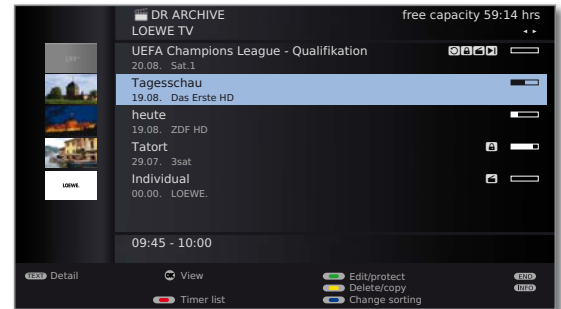 DR ARCHIVE free capacity 59:14 hrs
LOEWE TV
UEFA Champions League - Qualifikation
20.08. Sat.1
Tagesschau
19.08. Das Erste HD
heute
19.08. ZDF HD
Tatort
29.07. 3sat
Individual
00.00. LOEWE.
LOEWE.
09:45 - 10:00
TEXT Detail
OK View
Edit/protect
END
Delete/copy
INFO
Timer list
Change sorting